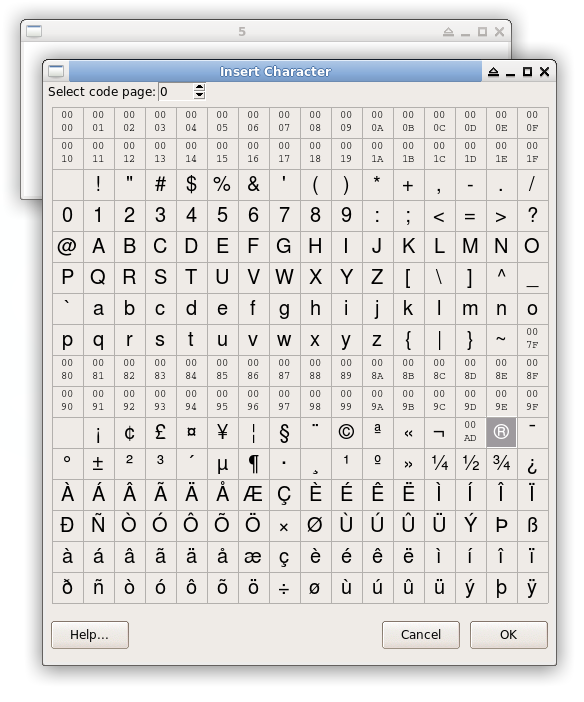 5
Insert Character
Select code page: 0
00 00 00 00 00 00 00 00 00 00 00 00 00 00 00 00
00 01 02 03 04 05 06 07 08 09 0A 0B 0C 0D 0E 0F
00 00 00 00 00 00 00 00 00 00 00 00 00 00 00 00
10 11 12 13 14 15 16 17 18 19 1A 1B 1C 1D 1E 1F
! " # $ % & ' ( ) * + , - . /
0 1 2 3 4 5 6 7 8 9 : ; < = > ?
@ A B C D E F G H I J K L M N O
P Q R S T U V W X Y Z [ \ ] ^ _
` a b c d e f g h i j k l m n o
p q r s t u v w x y z { | } ~ 00 7F
00 00 00 00 00 00 00 00 00 00 00 00 00 00 00 00
80 81 82 83 84 85 86 87 88 89 8A 8B 8C 8D 8E 8F
00 00 00 00 00 00 00 00 00 00 00 00 00 00 00 00
90 91 92 93 94 95 96 97 98 99 9A 9B 9C 9D 9E 9F
¡ ¢ £ ¤ ¥ ¦ § ¨ © ª « ¬ 00 AD ® ¯
° ± ² ³ ´ µ ¶ · ¸ ¹ º » ¼ ½ ¾ ¿
À Á Â Ã Ä Å Æ Ç È É Ê Ë Ì Í Î Ï
Ð Ñ Ò Ó Ô Õ Ö × Ø Ù Ú Û Ü Ý Þ ß
à á â ã ä å æ ç è é ê ë ì í î ï
ð ñ ò ó ô õ ö ÷ ø ù ú û ü ý þ ÿ
Help... Cancel OK